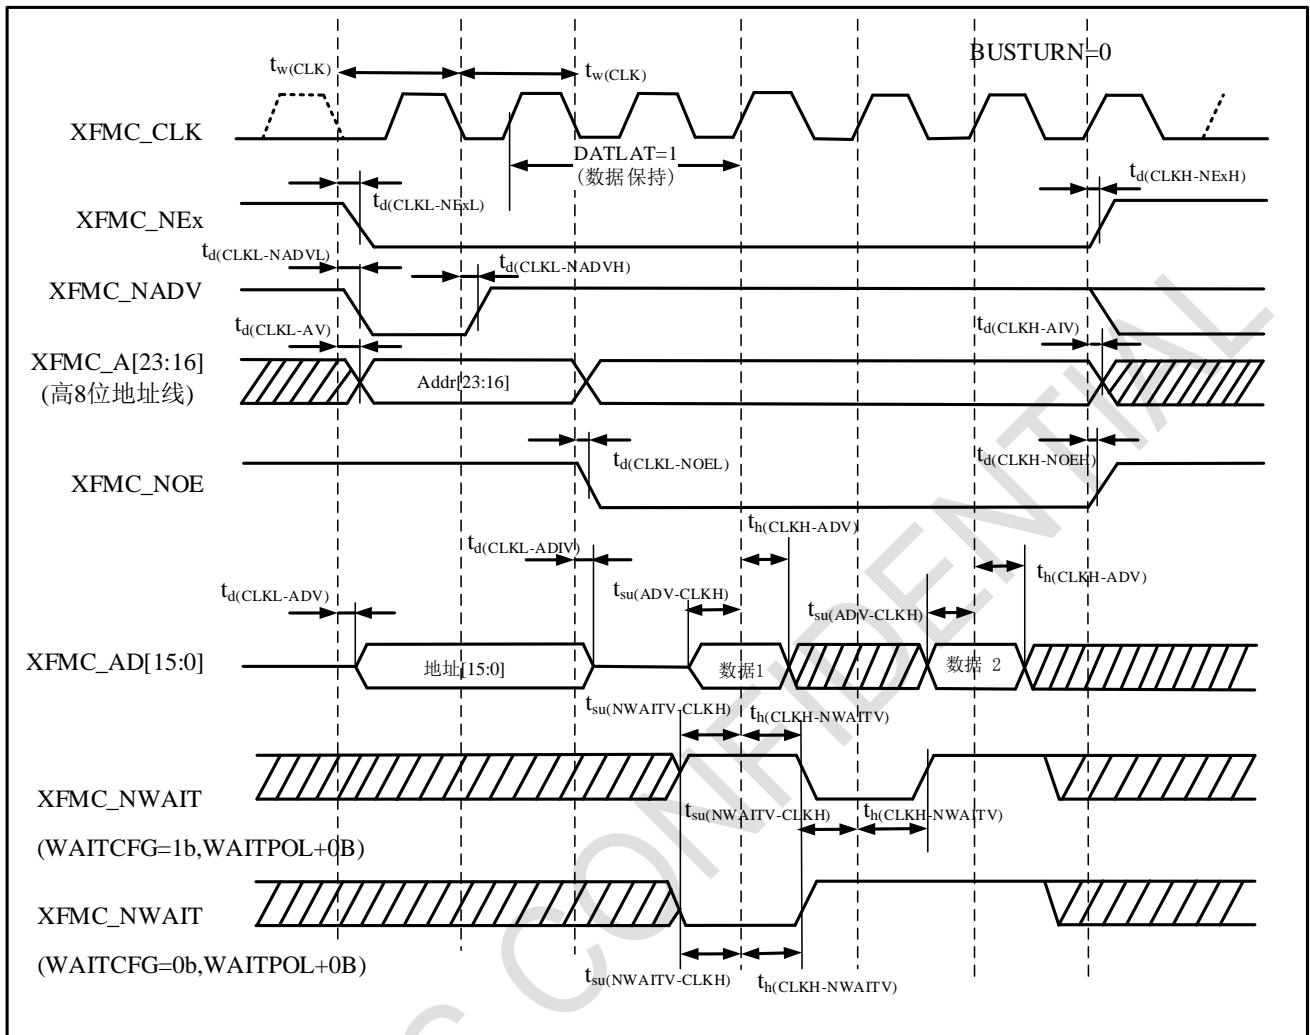 BUSTURN=0
tw(CLK)
tw(CLK)
XFMC_CLK
DATLAT=1
(数据保持)
td(CLKH-NExH)
td(CLKL-NExL)
XFMC_NEx
td(CLKL-NADVL)
td(CLKL-NADVH)
XFMC_NADV
td(CLKL-AV)
td(CLKH-AIV)
XFMC_A[23:16]
(高8位地址线)
Addr[23:16]
td(CLKL-NOEL)
td(CLKH-NOEH)
XFMC_NOE
th(CLKH-ADV)
td(CLKL-ADIV)
tsu(ADV-CLKH)
th(CLKH-ADV)
td(CLKL-ADV)
tsu(ADV-CLKH)
XFMC_AD[15:0]
地址[15:0]
数据1
数据 2
tsu(NWAITV-CLKH)
th(CLKH-NWAITV)
XFMC_NWAIT
tsu(NWAITV-CLKH)
th(CLKH-NWAITV)
(WAITCFG=1b,WAITPOL+0B)
XFMC_NWAIT
(WAITCFG=0b,WAITPOL+0B)
tsu(NWAITV-CLKH)
th(CLKH-NWAITV)
CONFIDENTIAL